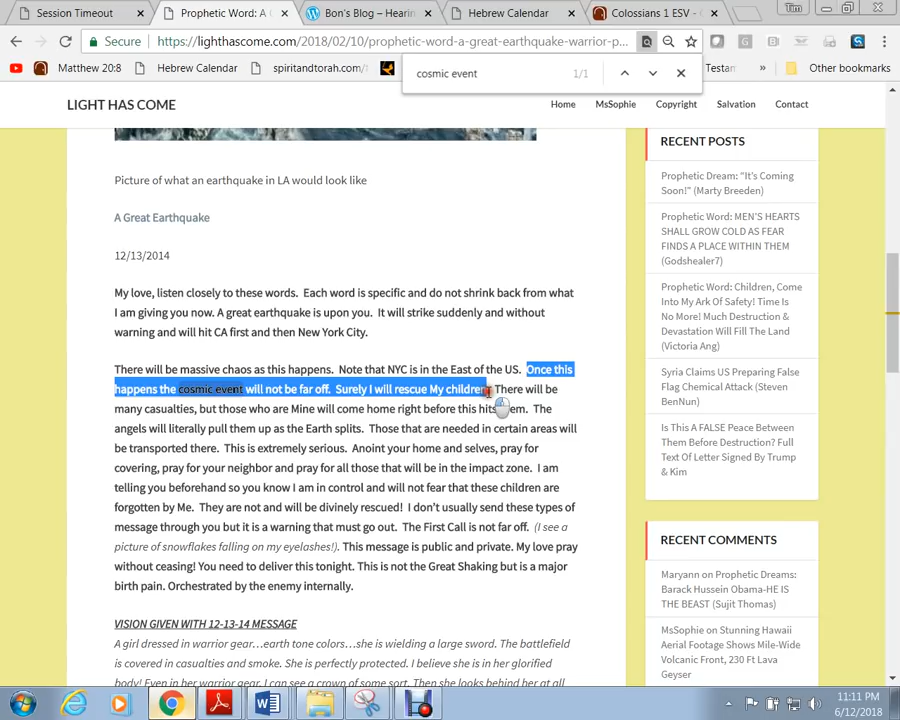 Session Timeout
Prophetic Word: A G
Bon's Blog – Hearin
Hebrew Calendar
Colossians 1 ESV -
Tim
Secure
https://lighthascome.com/2018/02/10/prophetic-word-a-great-earthquake-warrior-p...
Matthew 20:8
Hebrew Calendar
spiritandtorah.com/
Testam
»
Other bookmarks
cosmic event
1/1
LIGHT HAS COME
Home
MsSophie
Copyright
Salvation
Contact
Picture of what an earthquake in LA would look like
A Great Earthquake
12/13/2014
My love, listen closely to these words. Each word is specific and do not shrink back from what
I am giving you now. A great earthquake is upon you. It will strike suddenly and without
warning and will hit CA first and then New York City.
There will be massive chaos as this happens. Note that NYC is in the East of the US. Once this
happens the cosmic event will not be far off. Surely I will rescue My children There will be
many casualties, but those who are Mine will come home right before this hits them. The
angels will literally pull them up as the Earth splits. Those that are needed in certain areas will
be transported there. This is extremely serious. Anoint your home and selves, pray for
covering, pray for your neighbor and pray for all those that will be in the impact zone. I am
telling you beforehand so you know I am in control and will not fear that these children are
forgotten by Me. They are not and will be divinely rescued! I don't usually send these types of
message through you but it is a warning that must go out. The First Call is not far off. (I see a
picture of snowflakes falling on my eyelashes!). This message is public and private. My love pray
without ceasing! You need to deliver this tonight. This is not the Great Shaking but is a major
birth pain. Orchestrated by the enemy internally.
VISION GIVEN WITH 12-13-14 MESSAGE
A girl dressed in warrior gear...earth tone colors...she is wielding a large sword. The battlefield
is covered in casualties and smoke. She is perfectly protected. I believe she is in her glorified
body! Even in her warrior gear, I can see a crown of some sort. Then she looks behind her at all
RECENT POSTS
Prophetic Dream: "It's Coming
Soon!" (Marty Breeden)
Prophetic Word: MEN'S HEARTS
SHALL GROW COLD AS FEAR
FINDS A PLACE WITHIN THEM
(Godshealer7)
Prophetic Word: Children, Come
Into My Ark Of Safety! Time Is
No More! Much Destruction &
Devastation Will Fill The Land
(Victoria Ang)
Syria Claims US Preparing False
Flag Chemical Attack (Steven
BenNun)
Is This A FALSE Peace Between
Them Before Destruction? Full
Text Of Letter Signed By Trump
& Kim
RECENT COMMENTS
Maryann on Prophetic Dreams:
Barack Hussein Obama-HE IS
THE BEAST (Sujit Thomas)
MsSophie on Stunning Hawaii
Aerial Footage Shows Mile-Wide
Volcanic Front, 230 Ft Lava
Geyser
11:11 PM
6/12/2018